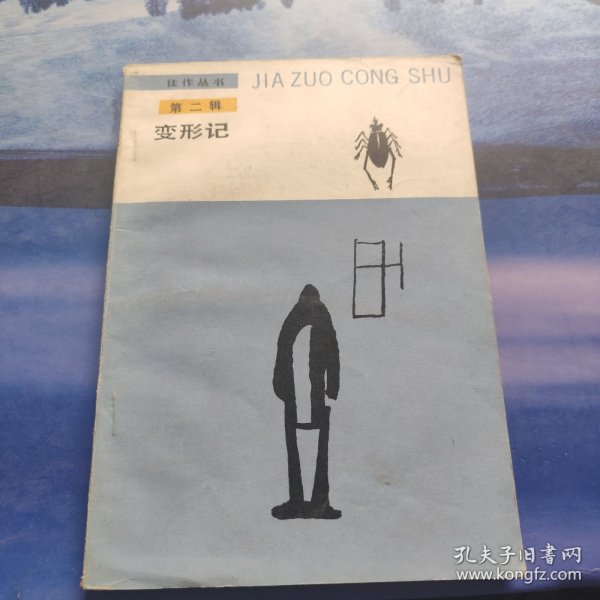 佳作丛书
JIA ZUO CONG SHU
第二辑
变形记
孔夫子旧书网
www.kongfz.com